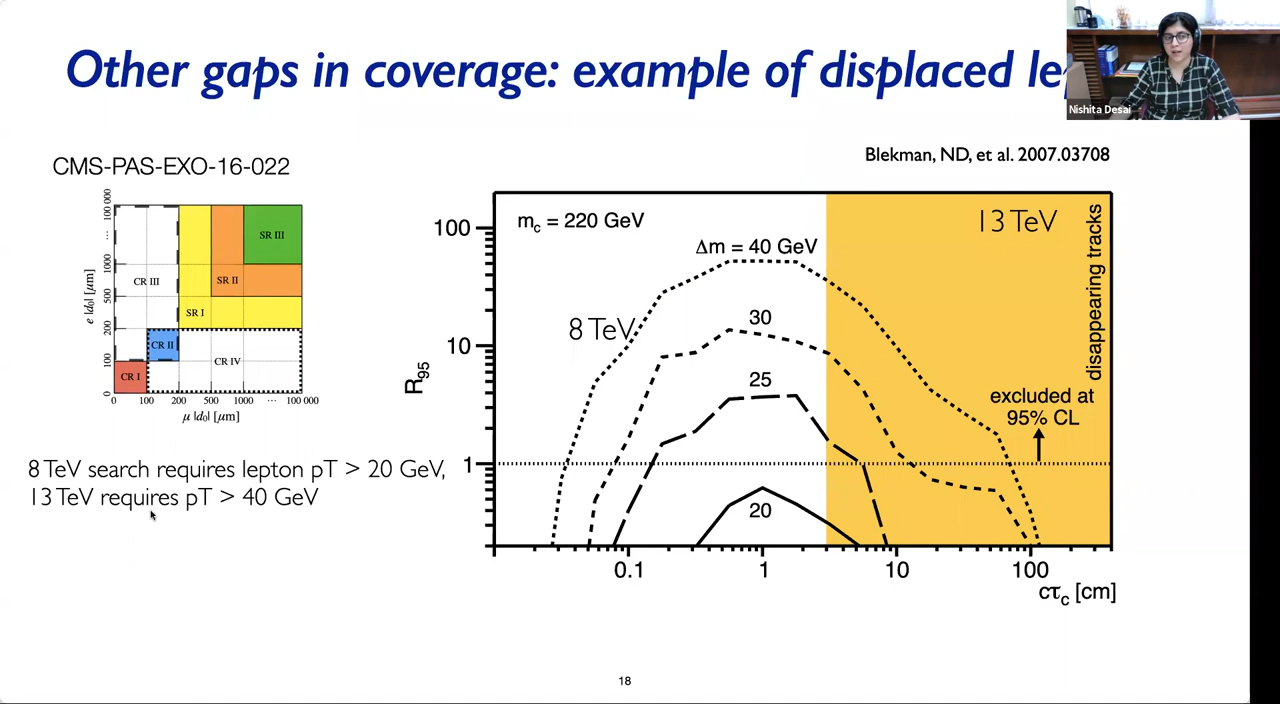 Other gaps in coverage: example of displaced le
Nishita Desai
CMS-PAS-EXO-16-022
Blekman, ND, et al. 2007.03708
100 000
...
1000
500
200
100
0
e |d₀| [μm]
SR III
CR III
SR II
SR I
CR II
CR IV
CR I
0 100 200 500 1000 ... 100 000
μ |d₀| [μm]
8 TeV search requires lepton pT > 20 GeV,
13 TeV requires pT > 40 GeV
R₉₅
100
10
1
m_c = 220 GeV
13 TeV
disappearing tracks
Δm = 40 GeV
8 TeV
30
25
excluded at
95% CL
20
0.1 1 10 100
cτ_c [cm]
18